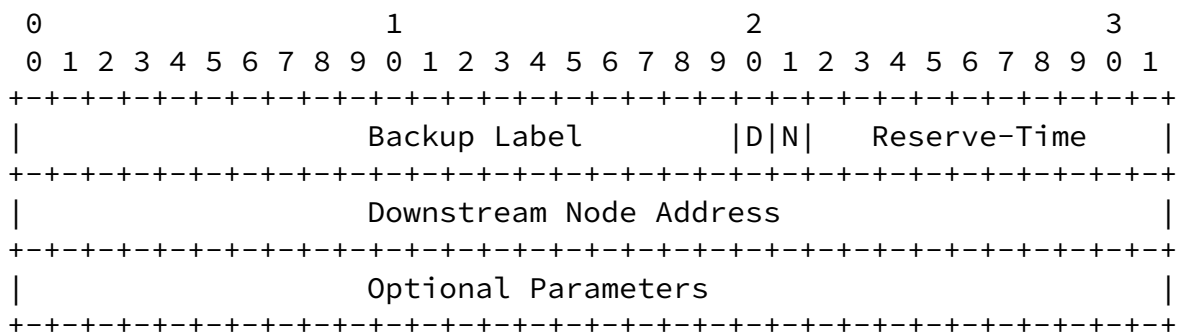 0                   1                   2                   3
 0 1 2 3 4 5 6 7 8 9 0 1 2 3 4 5 6 7 8 9 0 1 2 3 4 5 6 7 8 9 0 1
+-+-+-+-+-+-+-+-+-+-+-+-+-+-+-+-+-+-+-+-+-+-+-+-+-+-+-+-+-+-+-+-+
|                   Backup Label        |D|N|   Reserve-Time    |
+-+-+-+-+-+-+-+-+-+-+-+-+-+-+-+-+-+-+-+-+-+-+-+-+-+-+-+-+-+-+-+-+
|                   Downstream Node Address                     |
+-+-+-+-+-+-+-+-+-+-+-+-+-+-+-+-+-+-+-+-+-+-+-+-+-+-+-+-+-+-+-+-+
|                   Optional Parameters                         |
+-+-+-+-+-+-+-+-+-+-+-+-+-+-+-+-+-+-+-+-+-+-+-+-+-+-+-+-+-+-+-+-+